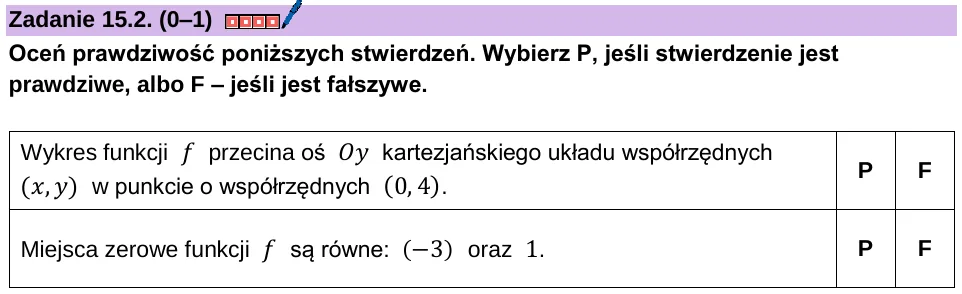 Zadanie 15.2. (0–1)
Oceń prawdziwość poniższych stwierdzeń. Wybierz P, jeśli stwierdzenie jest
prawdziwe, albo F – jeśli jest fałszywe.
Wykres funkcji f przecina oś Oy kartezjańskiego układu współrzędnych
(x, y) w punkcie o współrzędnych (0, 4).
P F
Miejsca zerowe funkcji f są równe: (−3) oraz 1.
P F